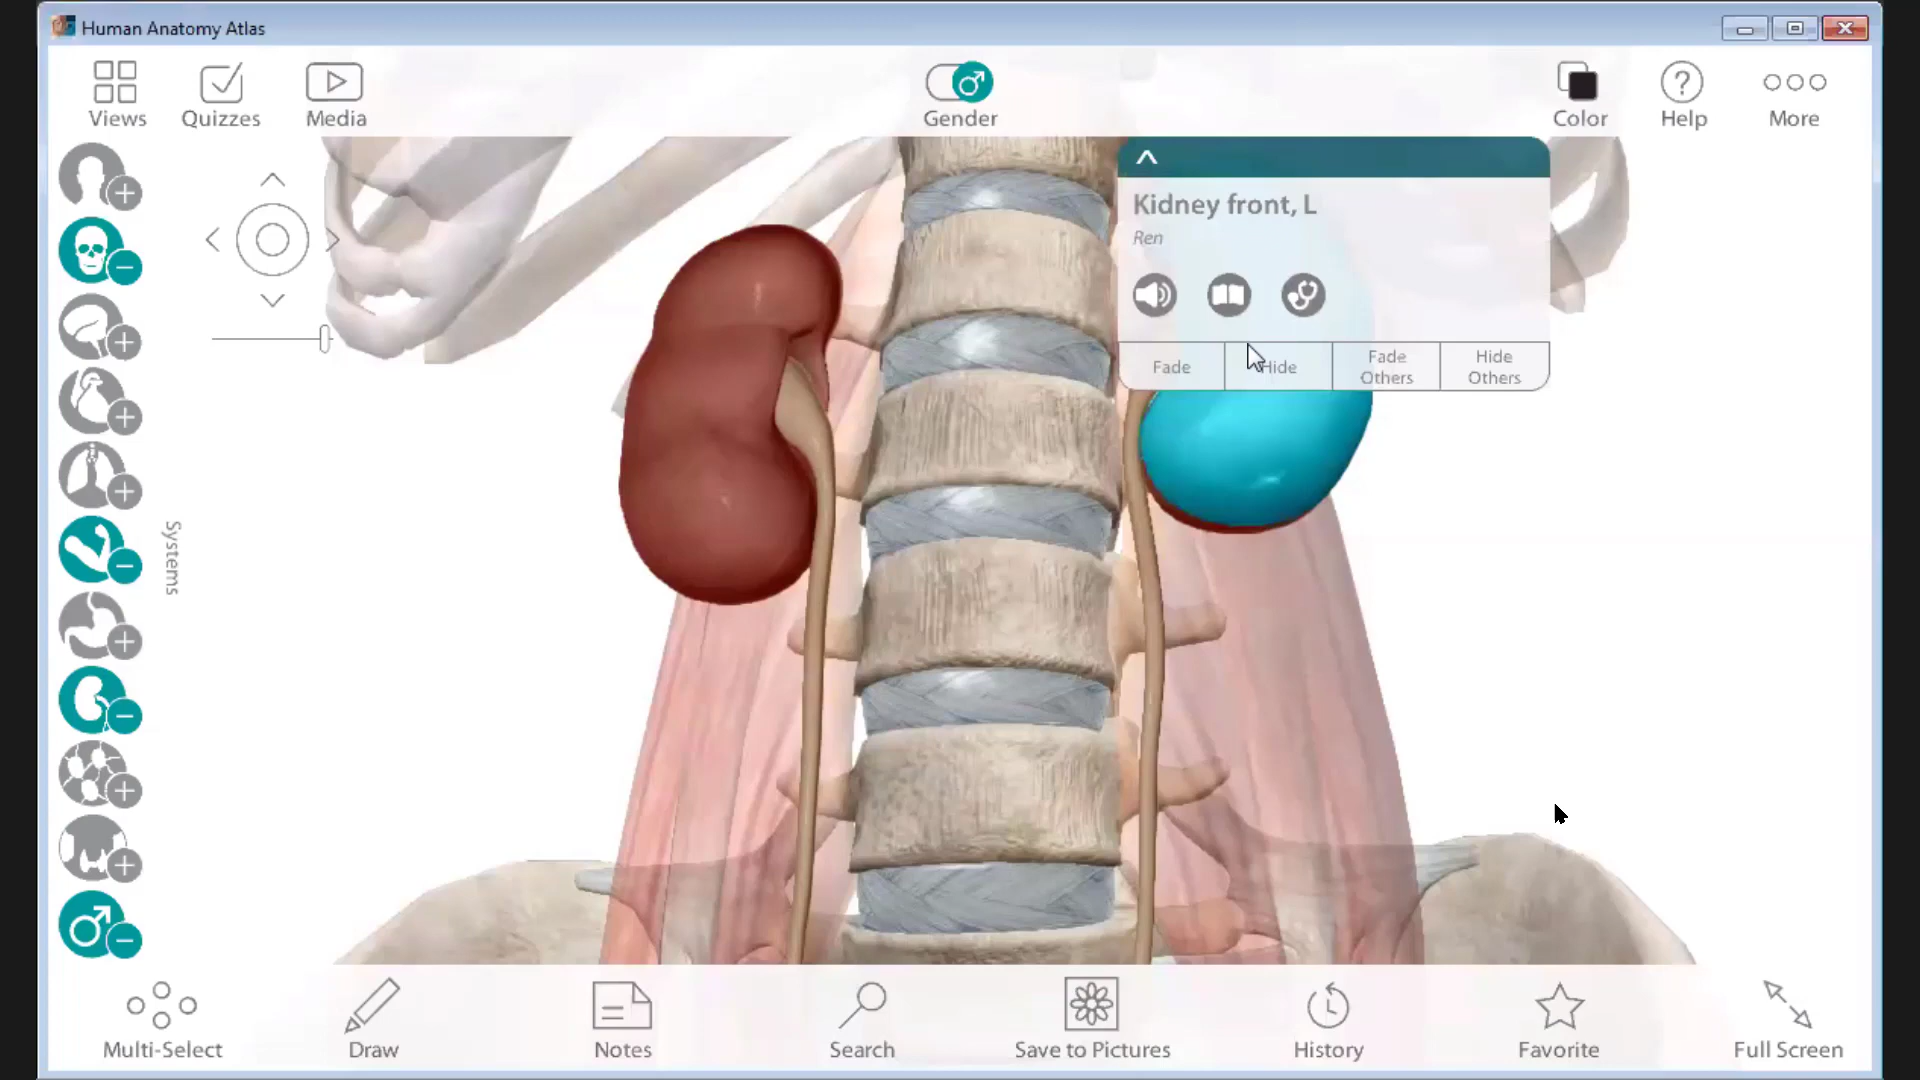 Human Anatomy Atlas
Views
Quizzes
Media
Gender
Color
Help
More
Kidney front, L
Ren
Fade
Hide
Fade
Others
Hide
Others
Systems
Multi-Select
Draw
Notes
Search
Save to Pictures
History
Favorite
Full Screen